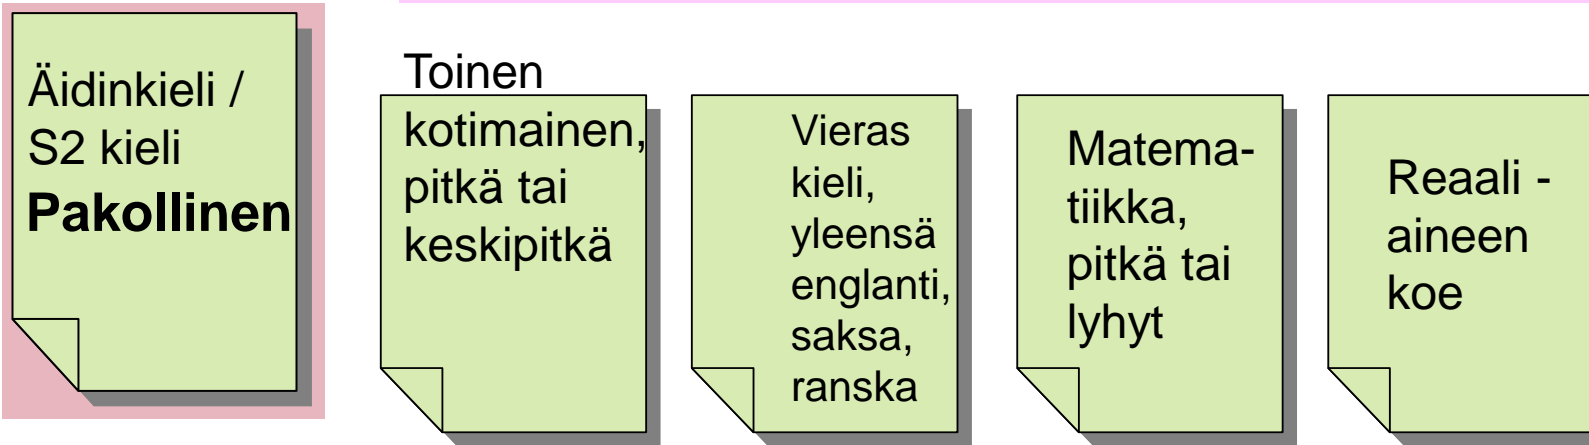 Äidinkieli /
S2 kieli
Pakollinen
Toinen
kotimainen,
pitkä tai
keskipitkä
Vieras
kieli,
yleensä
englanti,
saksa,
ranska
Matema-
tiikka,
pitkä tai
lyhyt
Reaali -
aineen
koe